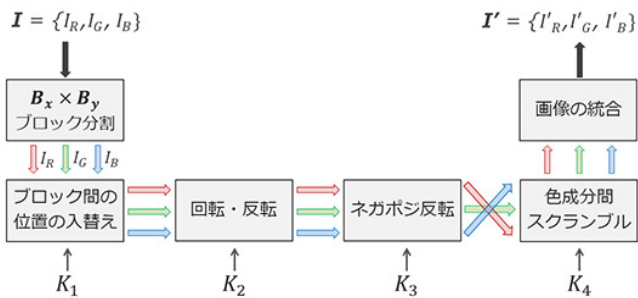 I = {I_R, I_G, I_B}
I′ = {I′_R, I′_G, I′_B}
B_x × B_y
ブロック分割
画像の統合
I_R
I_G
I_B
ブロック間の
位置の入替え
回転・反転
ネガポジ反転
色成分間
スクランブル
K_1
K_2
K_3
K_4